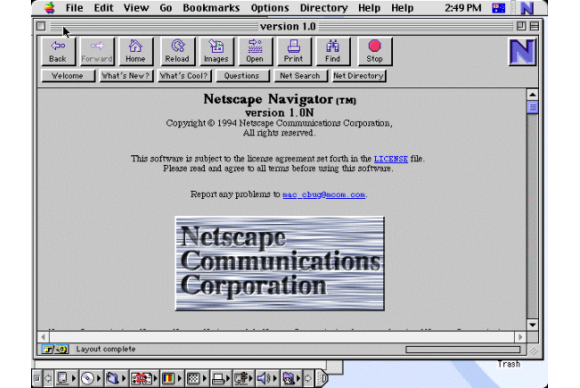 File Edit View Go Bookmarks Options Directory Help Help 2:49 PM
version 1.0
Back Forward Home Reload Images Open Print Find Stop
Welcome What's New? What's Cool? Questions Net Search Net Directory
Netscape Navigator (TM)
version 1.0N
Copyright © 1994 Netscape Communications Corporation,
All rights reserved.
This software is subject to the license agreement set forth in the LICENSE file.
Please read and agree to all terms before using this software.
Report any problems to mac_cbug@mcom.com.
Netscape
Communications
Corporation
Layout complete
Trash